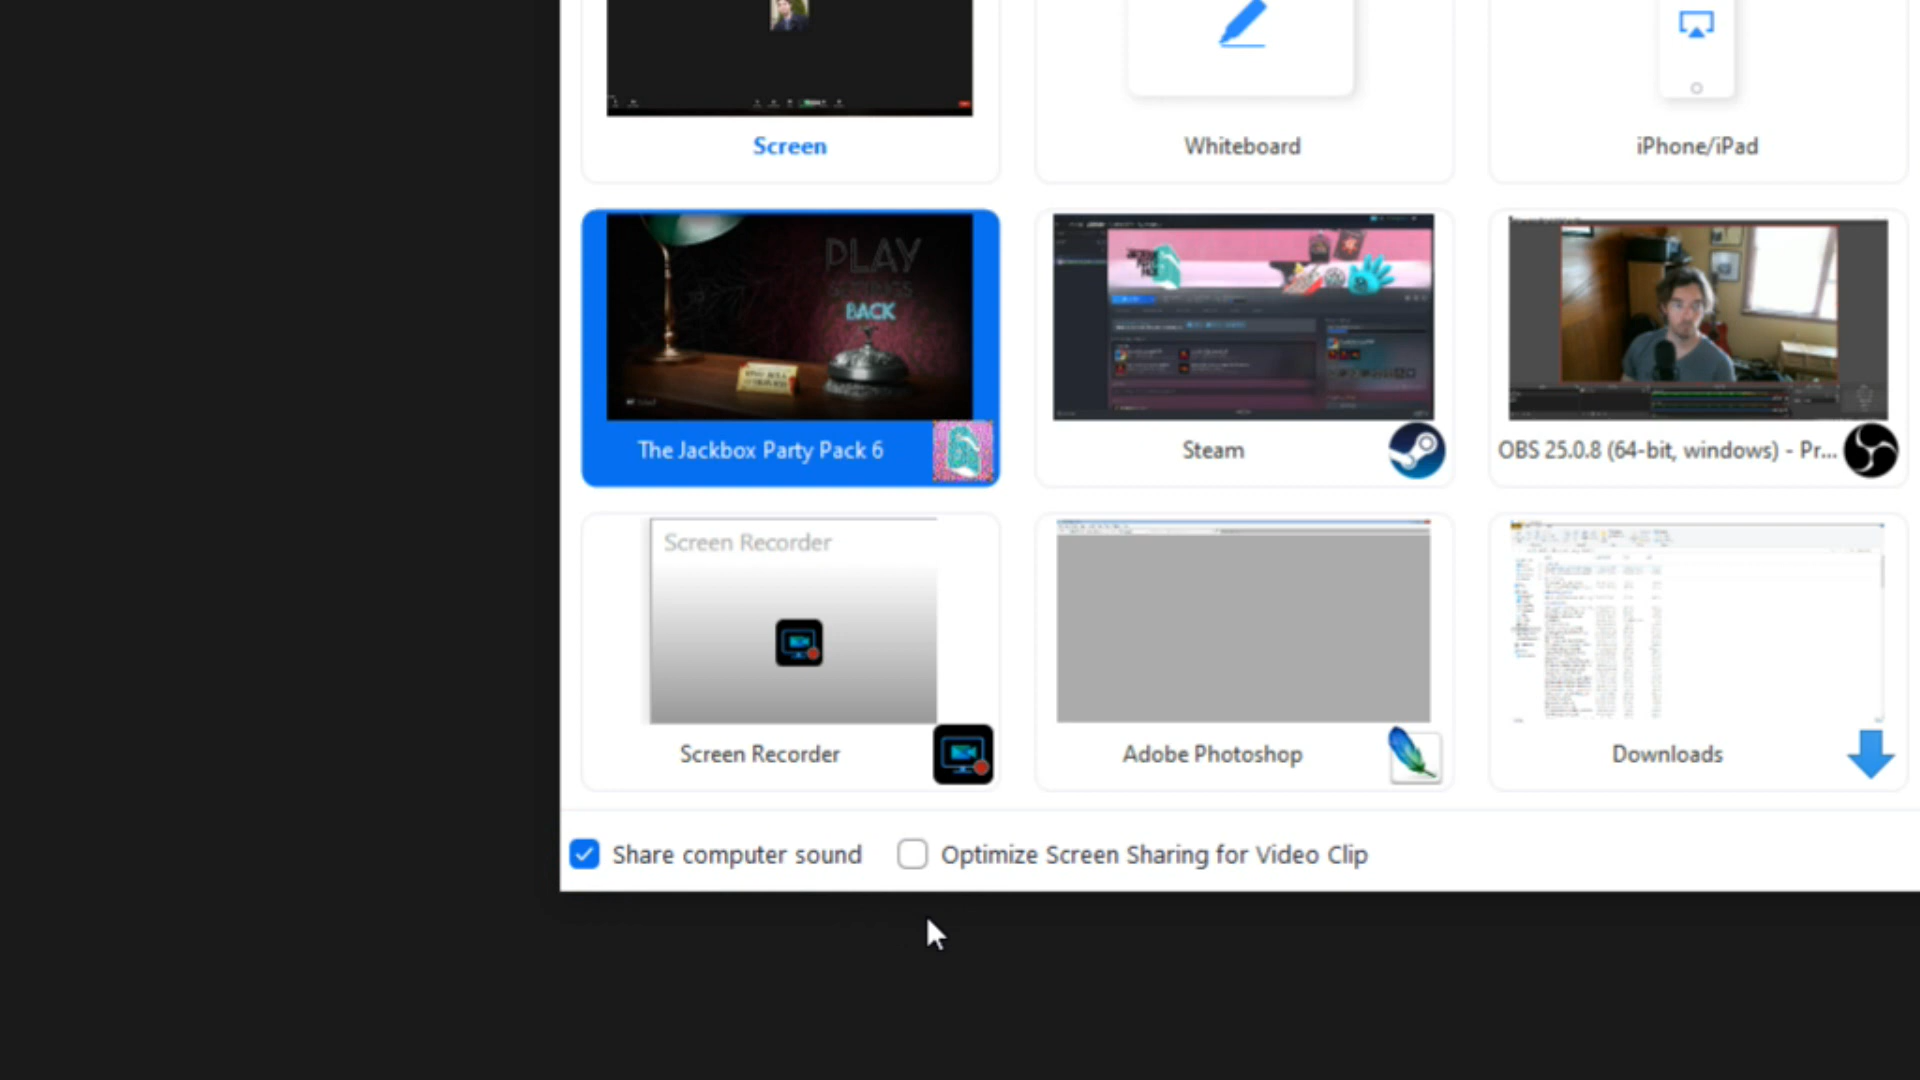 Screen
Whiteboard
iPhone/iPad
PLAY
SETTINGS
BACK
The Jackbox Party Pack 6
Steam
OBS 25.0.8 (64-bit, windows) - Pr...
Screen Recorder
Screen Recorder
Adobe Photoshop
Downloads
Share computer sound
Optimize Screen Sharing for Video Clip